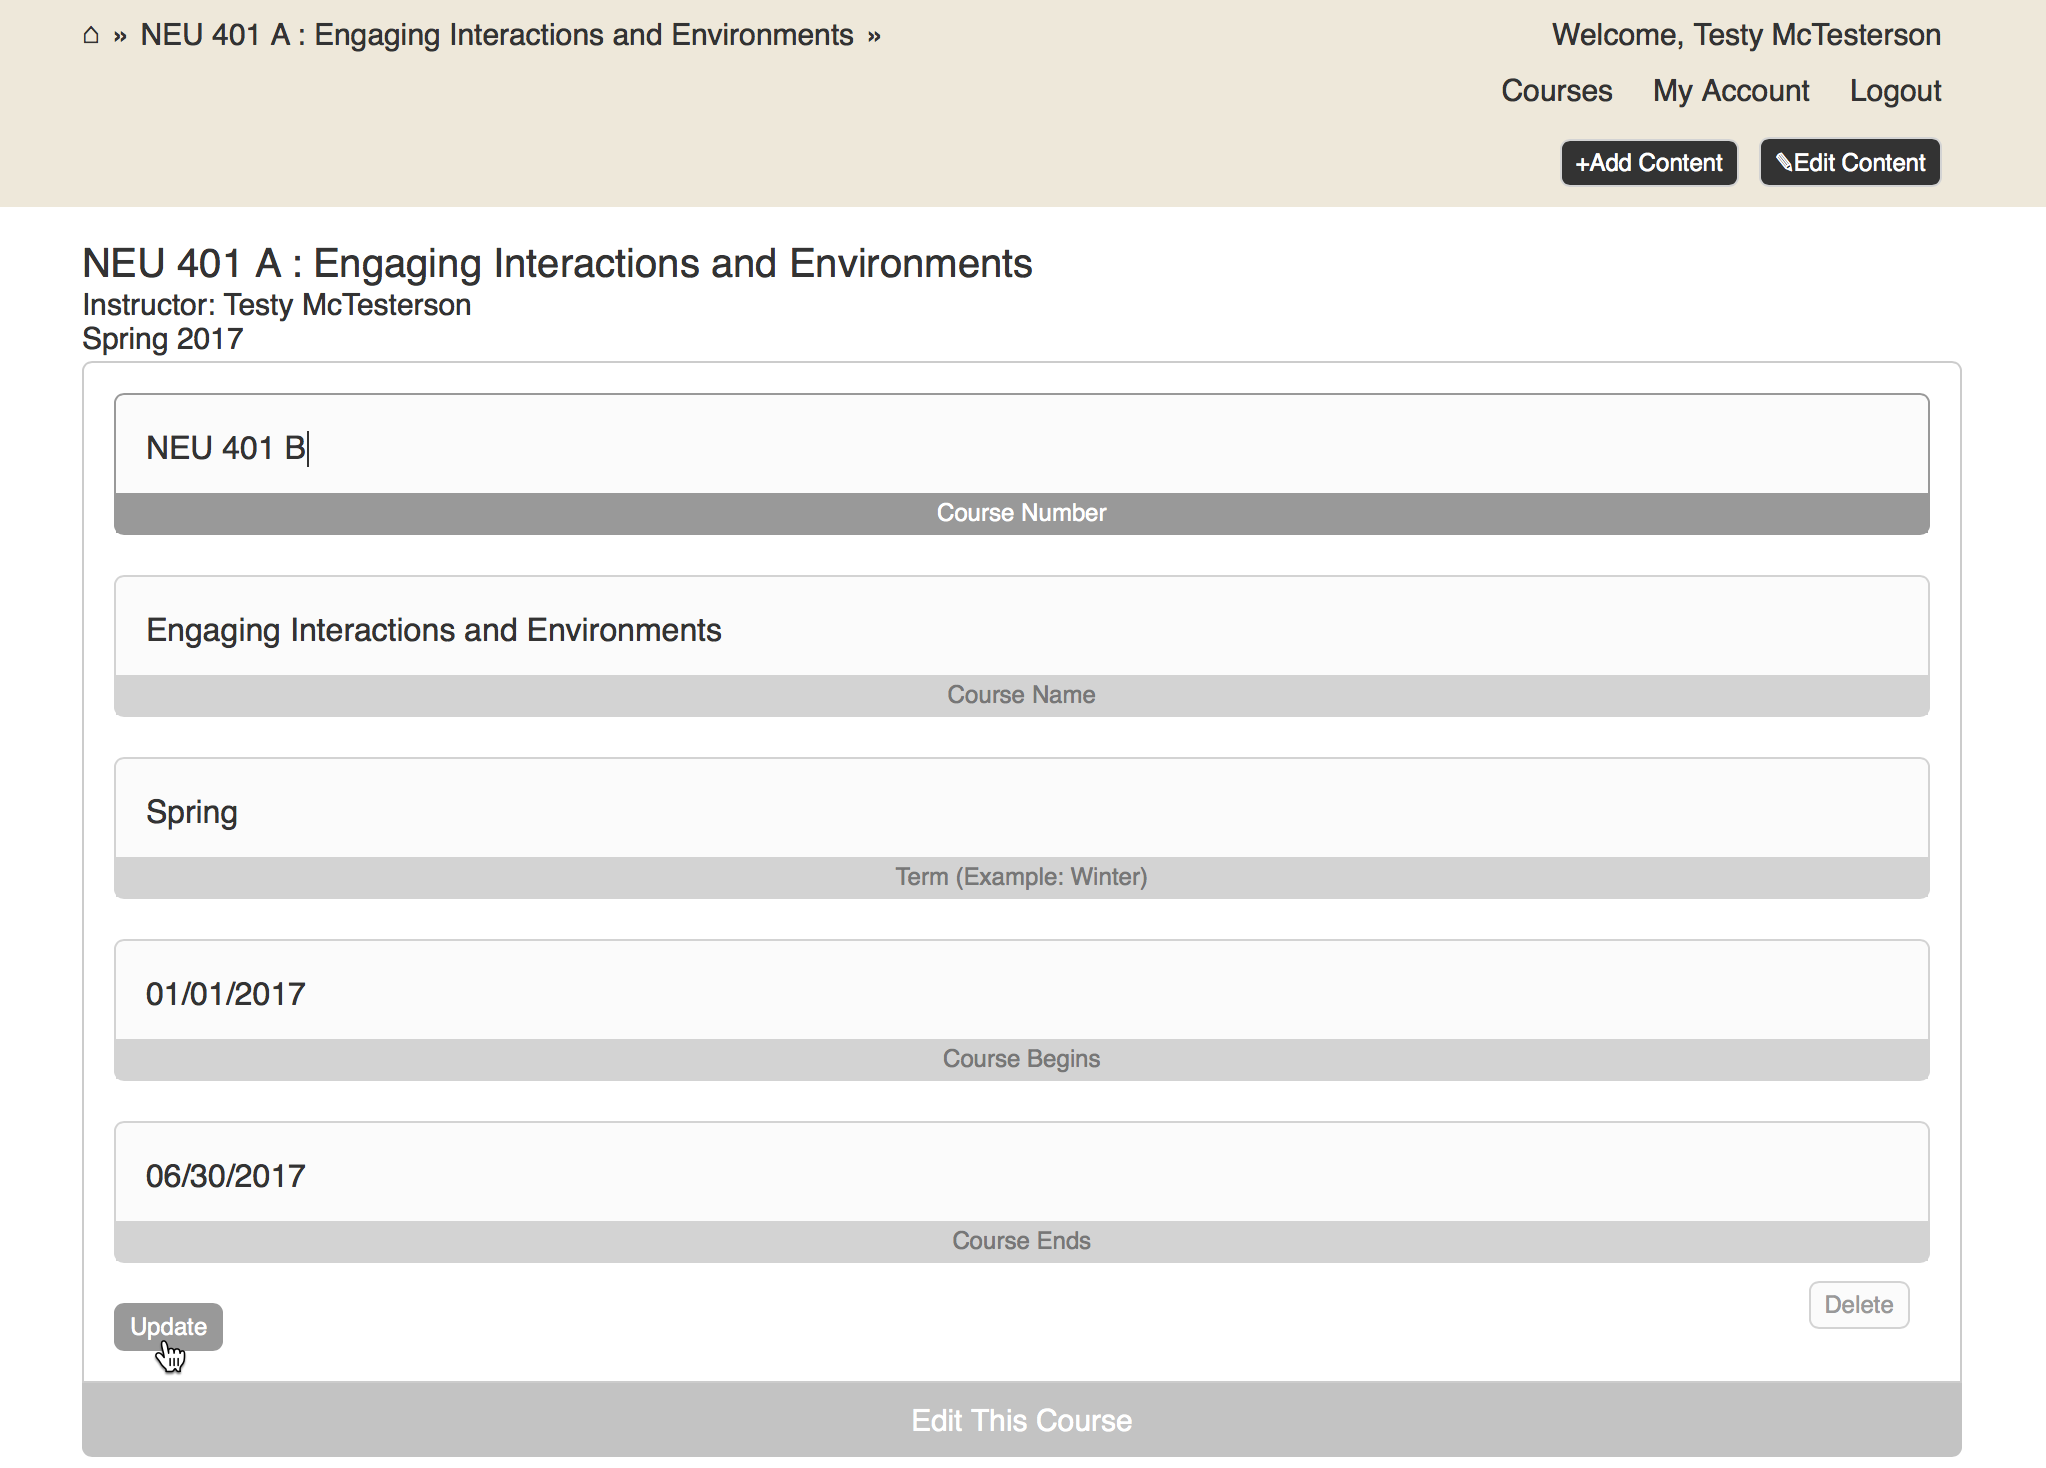 ⌂ » NEU 401 A : Engaging Interactions and Environments »
Welcome, Testy McTesterson
Courses My Account Logout
+Add Content ✎Edit Content
NEU 401 A : Engaging Interactions and Environments
Instructor: Testy McTesterson
Spring 2017
NEU 401 B
Course Number
Engaging Interactions and Environments
Course Name
Spring
Term (Example: Winter)
01/01/2017
Course Begins
06/30/2017
Course Ends
Update
Delete
Edit This Course